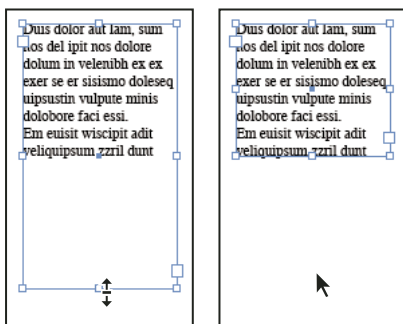 Duis dolor aut lam, sum
nos del ipit nos dolore
dolum in velenibh ex ex
exer se er sisismo doleseq
uipsustin vulpute minis
dolobore faci essi.
Em euisit wiscipit adit
veliquipsum zzril dunt
Duis dolor aut lam, sum
nos del ipit nos dolore
dolum in velenibh ex ex
exer se er sisismo doleseq
uipsustin vulpute minis
dolobore faci essi.
Em euisit wiscipit adit
veliquipsum zzril dunt